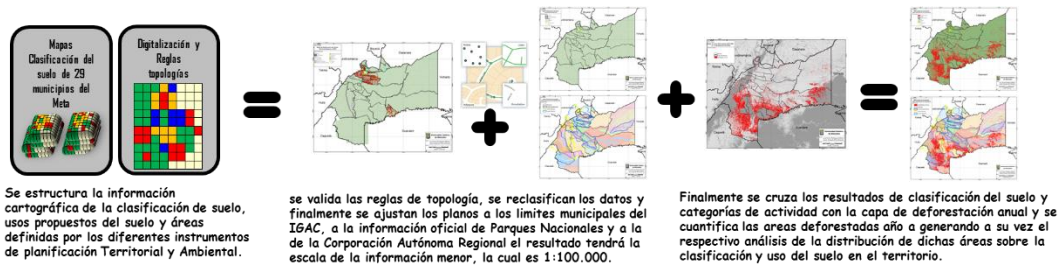 Mapas
Clasificación del
suelo de 29
municipios del
Meta
Digitalización y
Reglas
topologías
Se estructura la información
cartográfica de la clasificación de suelo,
usos propuestos del suelo y áreas
definidas por los diferentes instrumentos
de planificación Territorial y Ambiental.
se valida las reglas de topología, se reclasifican los datos y
finalmente se ajustan los planos a los limites municipales del
IGAC, a la información oficial de Parques Nacionales y a la
de la Corporación Autónoma Regional el resultado tendrá la
escala de la información menor, la cual es 1:100.000.
Finalmente se cruza los resultados de clasificación del suelo y
categorías de actividad con la capa de deforestación anual y se
cuantifica las areas deforestadas año a generando a su vez el
respectivo análisis de la distribución de dichas áreas sobre la
clasificación y uso del suelo en el territorio.